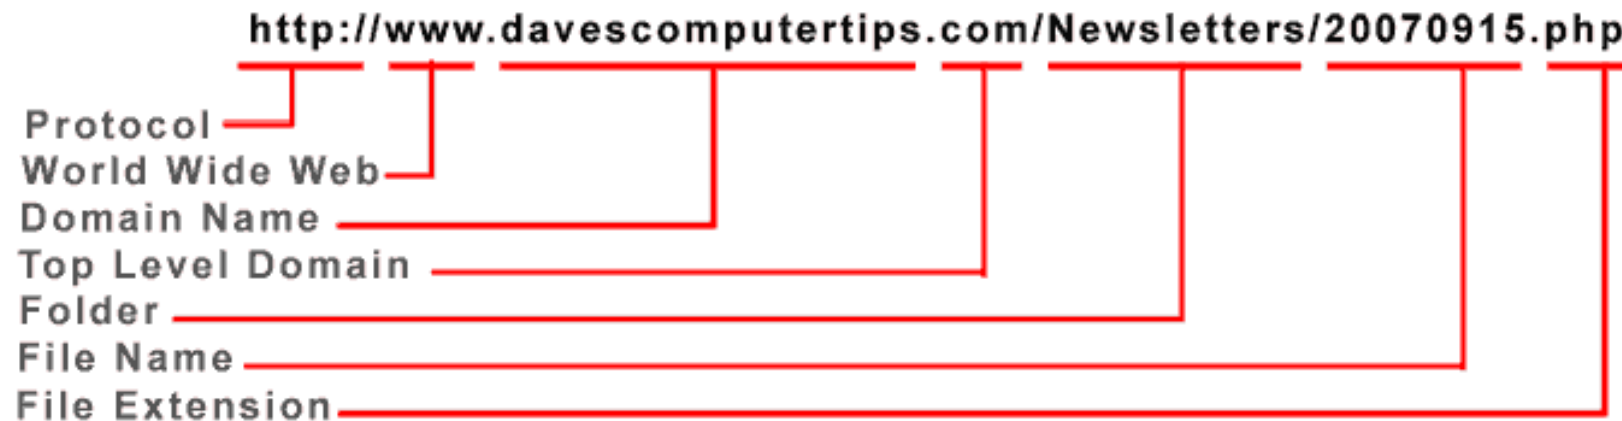 http://www.davescomputertips.com/Newsletters/20070915.php
Protocol
World Wide Web
Domain Name
Top Level Domain
Folder
File Name
File Extension